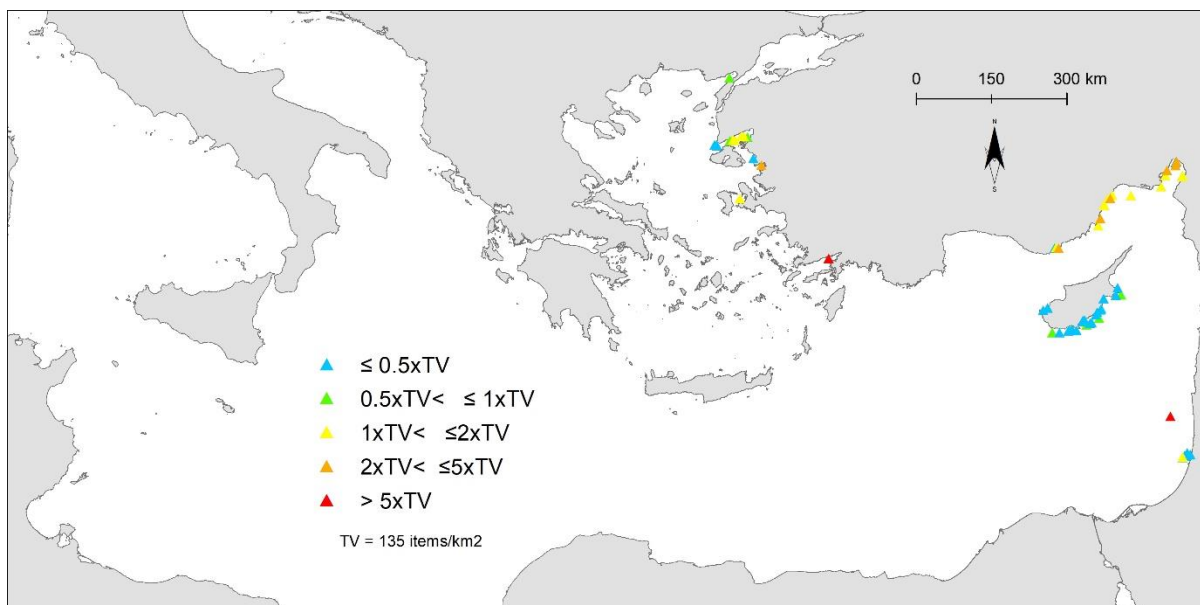 0 150 300 km
N
S
≤ 0.5xTV
0.5xTV< ≤ 1xTV
1xTV< ≤2xTV
2xTV< ≤5xTV
> 5xTV
TV = 135 items/km2